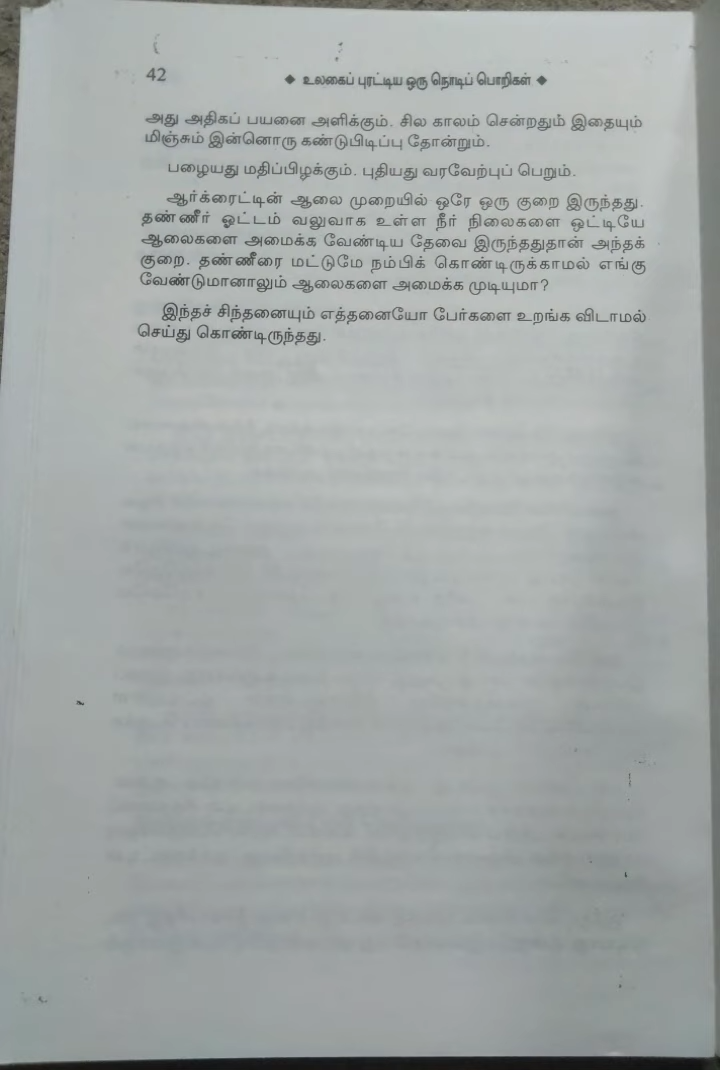 42
◆ உலகைப் புரட்டிய ஒரு நொடிப் பொறிகள் ◆
அது அதிகப் பயனை அளிக்கும். சில காலம் சென்றதும் இதையும்
மிஞ்சும் இன்னொரு கண்டுபிடிப்பு தோன்றும்.
பழையது மதிப்பிழக்கும். புதியது வரவேற்புப் பெறும்.
ஆர்க்ரைட்டின் ஆலை முறையில் ஒரே ஒரு குறை இருந்தது.
தண்ணீர் ஓட்டம் வலுவாக உள்ள நீர் நிலைகளை ஒட்டியே
ஆலைகளை அமைக்க வேண்டிய தேவை இருந்ததுதான் அந்தக்
குறை. தண்ணீரை மட்டுமே நம்பிக் கொண்டிருக்காமல் எங்கு
வேண்டுமானாலும் ஆலைகளை அமைக்க முடியுமா?
இந்தச் சிந்தனையும் எத்தனையோ பேர்களை உறங்க விடாமல்
செய்து கொண்டிருந்தது.